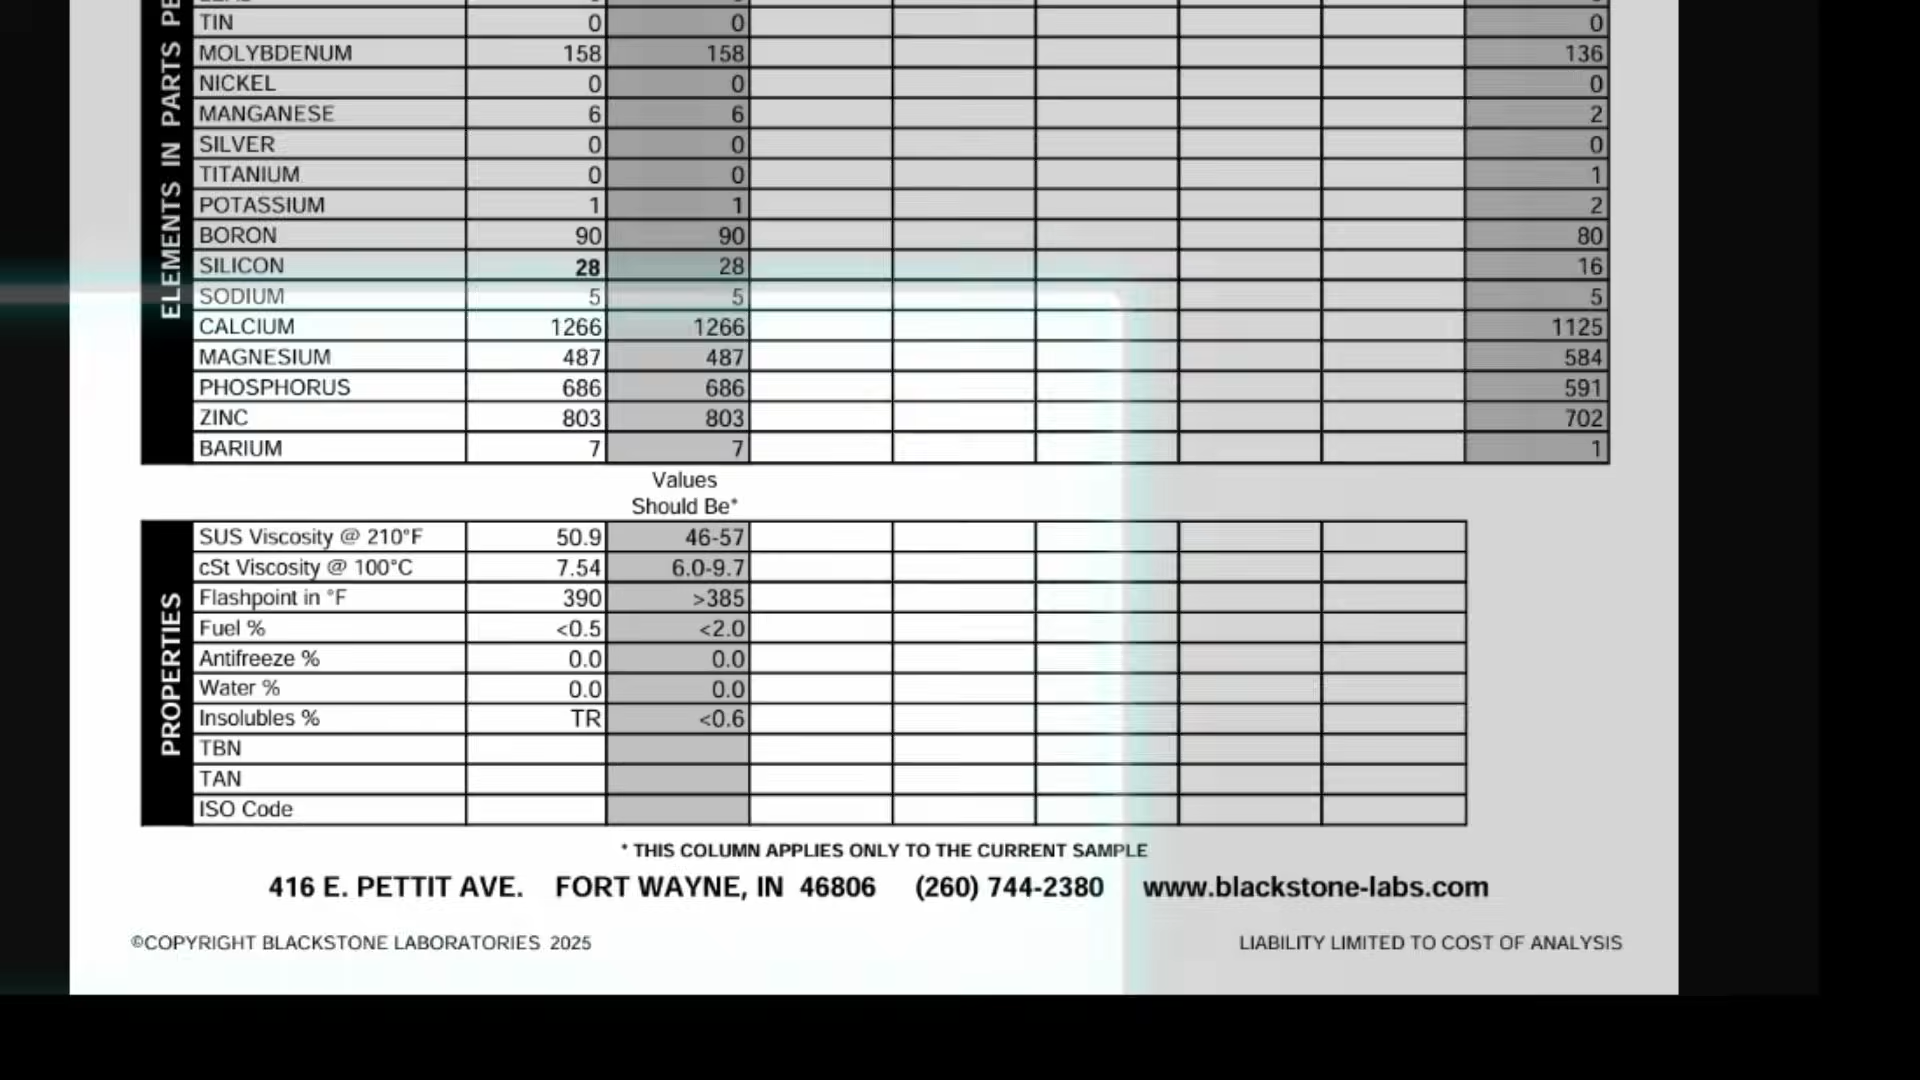 ELEMENTS IN PARTS PE
TIN 0 0 0
MOLYBDENUM 158 158 136
NICKEL 0 0 0
MANGANESE 6 6 2
SILVER 0 0 0
TITANIUM 0 0 1
POTASSIUM 1 1 2
BORON 90 90 80
SILICON 28 28 16
SODIUM 5 5 5
CALCIUM 1266 1266 1125
MAGNESIUM 487 487 584
PHOSPHORUS 686 686 591
ZINC 803 803 702
BARIUM 7 7 1
Values
Should Be*
PROPERTIES
SUS Viscosity @ 210°F 50.9 46-57
cSt Viscosity @ 100°C 7.54 6.0-9.7
Flashpoint in °F 390 >385
Fuel % <0.5 <2.0
Antifreeze % 0.0 0.0
Water % 0.0 0.0
Insolubles % TR <0.6
TBN
TAN
ISO Code
* THIS COLUMN APPLIES ONLY TO THE CURRENT SAMPLE
416 E. PETTIT AVE. FORT WAYNE, IN 46806 (260) 744-2380 www.blackstone-labs.com
©COPYRIGHT BLACKSTONE LABORATORIES 2025
LIABILITY LIMITED TO COST OF ANALYSIS